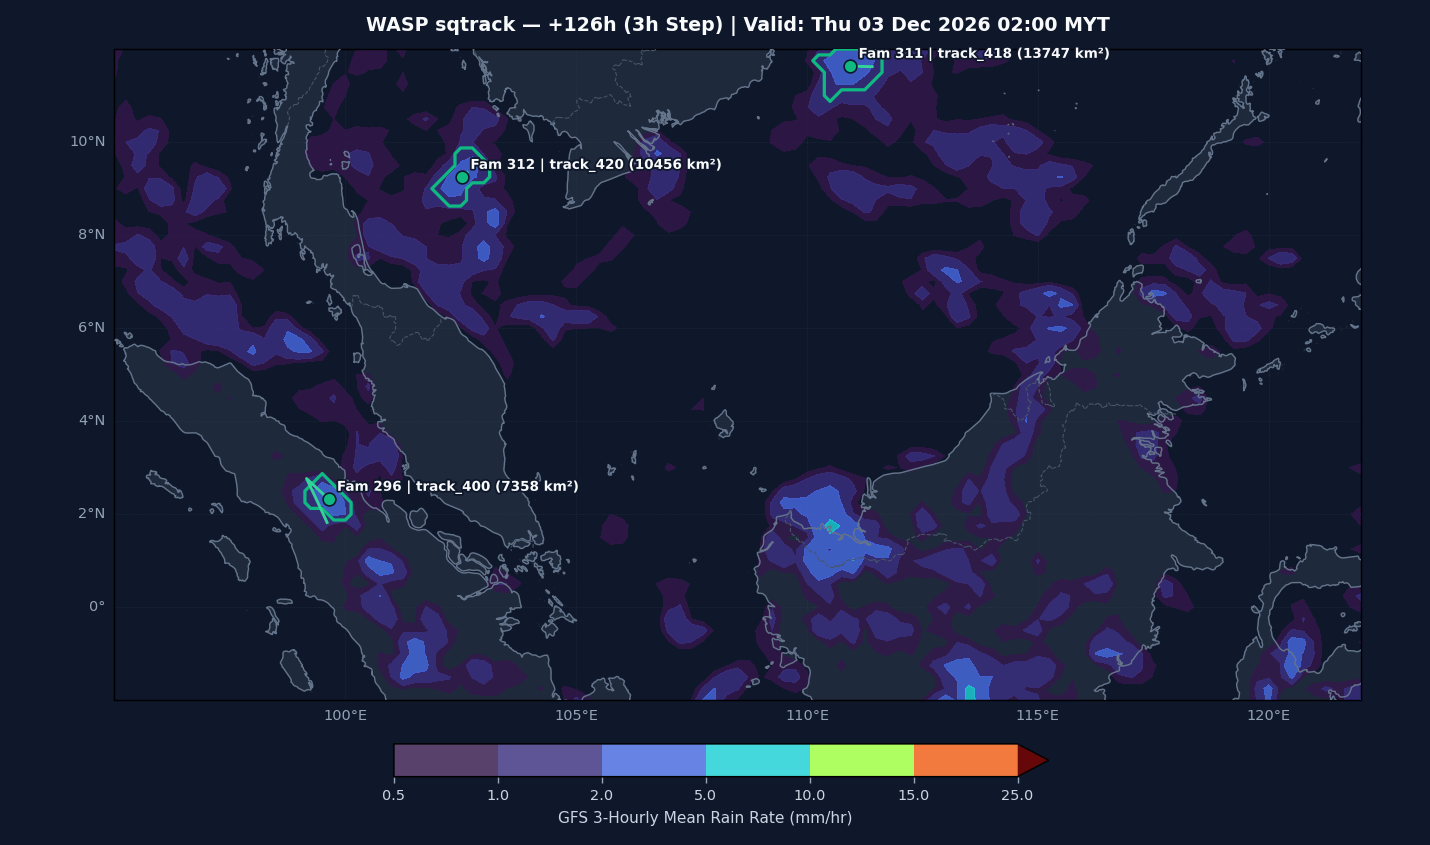 WASP sqtrack — +126h (3h Step) | Valid: Thu 03 Dec 2026 02:00 MYT
Fam 311 | track_418 (13747 km²)
10°N
Fam 312 | track_420 (10456 km²)
8°N
6°N
4°N
Fam 296 | track_400 (7358 km²)
2°N
0°
100°E 105°E 110°E 115°E 120°E
0.5 1.0 2.0 5.0 10.0 15.0 25.0
GFS 3-Hourly Mean Rain Rate (mm/hr)